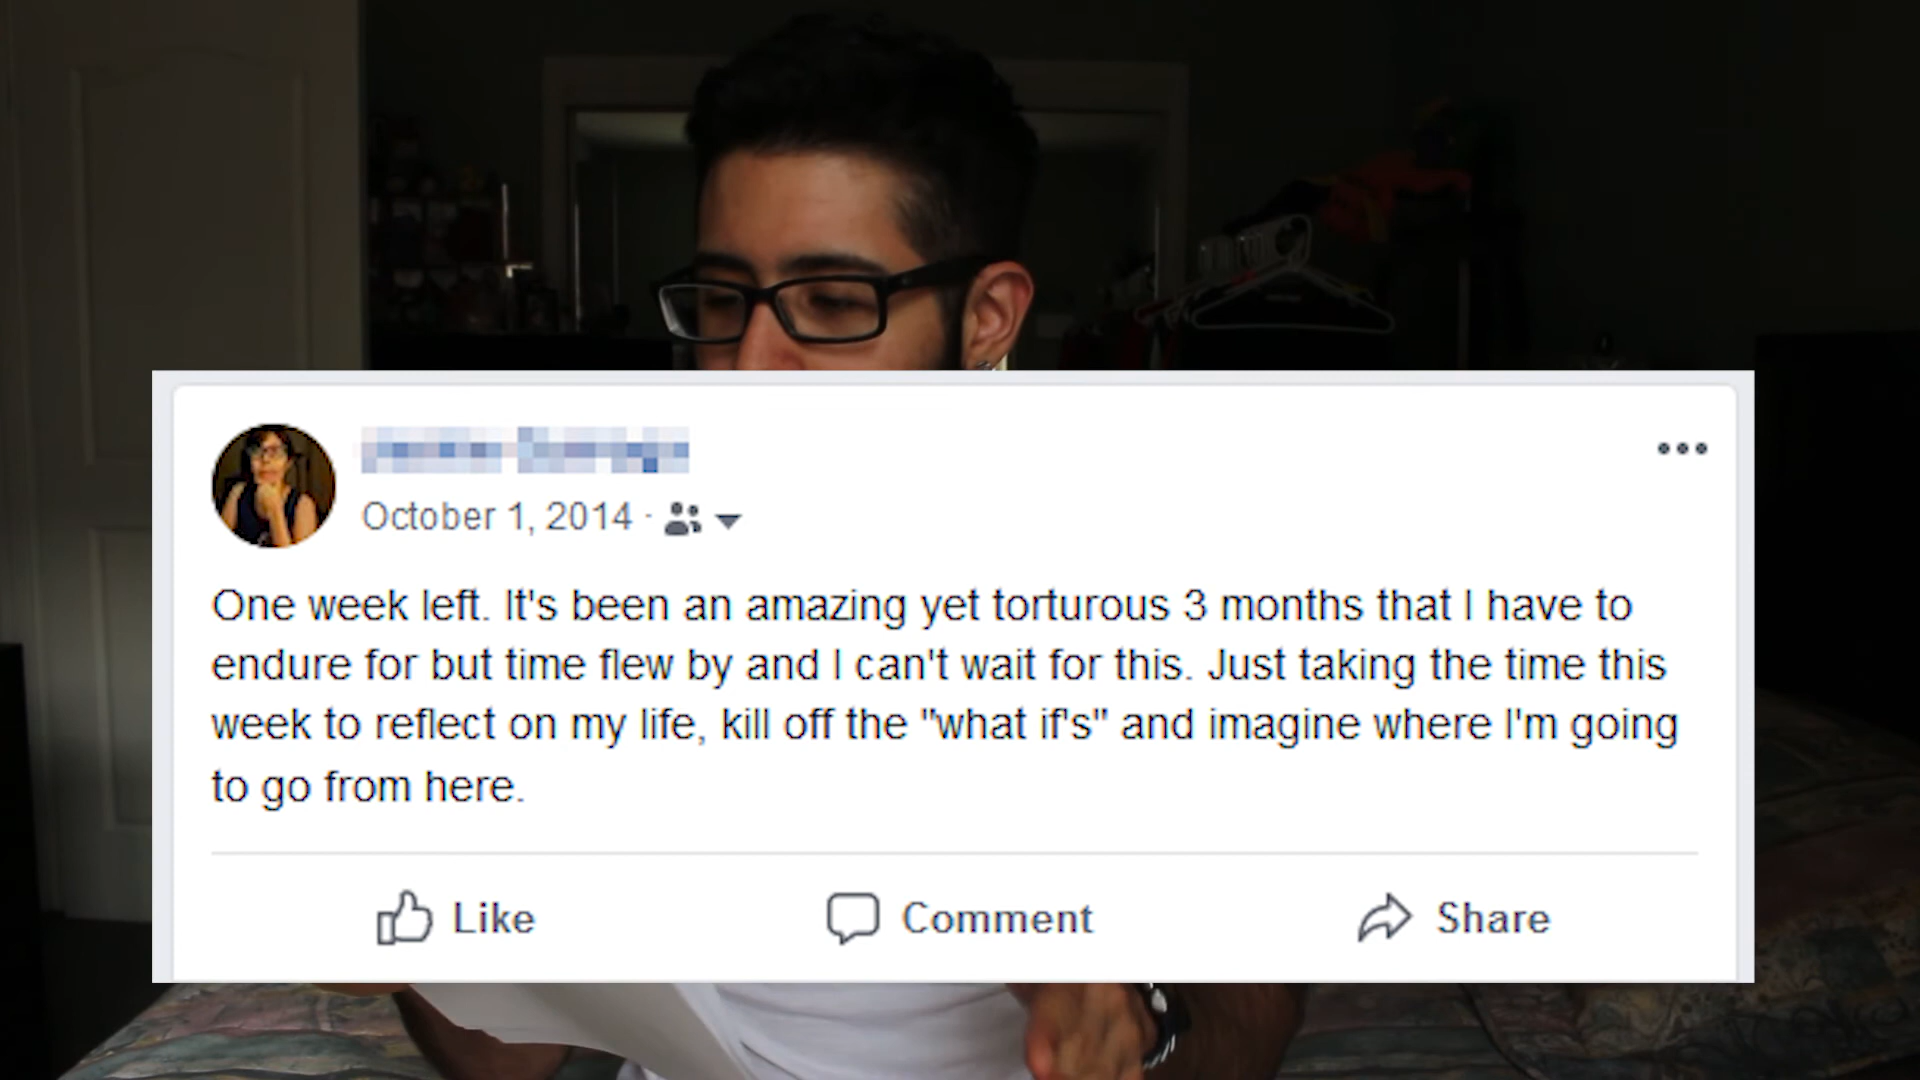 October 1, 2014 ·
One week left. It's been an amazing yet torturous 3 months that I have to
endure for but time flew by and I can't wait for this. Just taking the time this
week to reflect on my life, kill off the "what if's" and imagine where I'm going
to go from here.
Like Comment Share